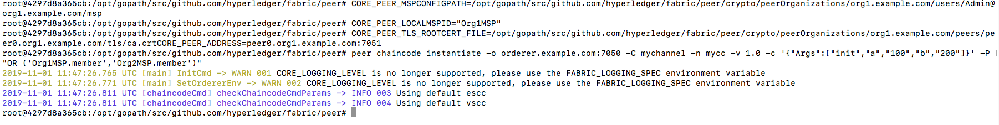 root@4297d8a365cb:/opt/gopath/src/github.com/hyperledger/fabric/peer# CORE_PEER_MSPCONFIGPATH=/opt/gopath/src/github.com/hyperledger/fabric/peer/crypto/peerOrganizations/org1.example.com/users/Admin@
org1.example.com/msp
root@4297d8a365cb:/opt/gopath/src/github.com/hyperledger/fabric/peer# CORE_PEER_LOCALMSPID="Org1MSP"
root@4297d8a365cb:/opt/gopath/src/github.com/hyperledger/fabric/peer# CORE_PEER_TLS_ROOTCERT_FILE=/opt/gopath/src/github.com/hyperledger/fabric/peer/crypto/peerOrganizations/org1.example.com/peers/pe
er0.org1.example.com/tls/ca.crtCORE_PEER_ADDRESS=peer0.org1.example.com:7051
[root@4297d8a365cb:/opt/gopath/src/github.com/hyperledger/fabric/peer# peer chaincode instantiate -o orderer.example.com:7050 -C mychannel -n mycc -v 1.0 -c '{"Args":["init","a","100","b","200"]}' -P ]
"OR ('Org1MSP.member','Org2MSP.member')"
2019-11-01 11:47:26.765 UTC [main] InitCmd -> WARN 001 CORE_LOGGING_LEVEL is no longer supported, please use the FABRIC_LOGGING_SPEC environment variable
2019-11-01 11:47:26.771 UTC [main] SetOrdererEnv -> WARN 002 CORE_LOGGING_LEVEL is no longer supported, please use the FABRIC_LOGGING_SPEC environment variable
2019-11-01 11:47:26.811 UTC [chaincodeCmd] checkChaincodeCmdParams -> INFO 003 Using default escc
2019-11-01 11:47:26.811 UTC [chaincodeCmd] checkChaincodeCmdParams -> INFO 004 Using default vscc
root@4297d8a365cb:/opt/gopath/src/github.com/hyperledger/fabric/peer#